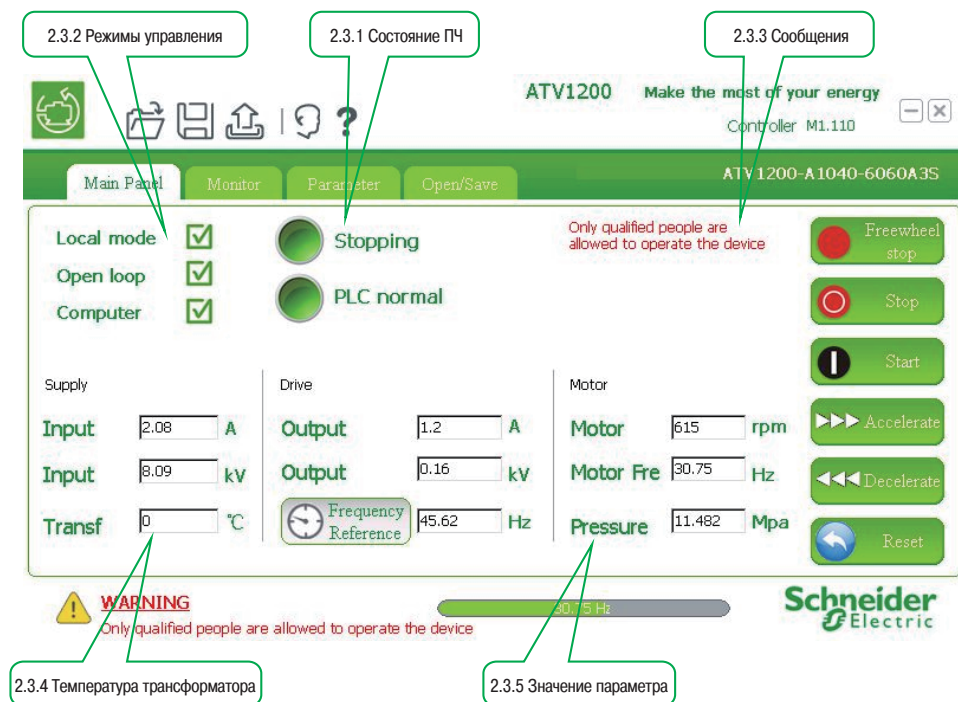 2.3.2 Режимы управления
2.3.1 Состояние ПЧ
2.3.3 Сообщения
ATV1200
Make the most of your energy
Controller M1.110
Main Panel
Monitor
Parameter
Open/Save
ATV1200-A1040-6060A3S
Local mode
Open loop
Computer
Stopping
PLC normal
Only qualified people are
allowed to operate the device
Freewheel
stop
Stop
Start
Accelerate
Decelerate
Reset
Supply
Input 2.08 A
Input 8.09 kV
Transf 0 °C
Drive
Output 1.2 A
Output 0.16 kV
Frequency
Reference 45.62 Hz
Motor
Motor 615 rpm
Motor Fre 30.75 Hz
Pressure 11.482 Mpa
WARNING
Only qualified people are allowed to operate the device
30.75 Hz
Schneider
Electric
2.3.4 Температура трансформатора
2.3.5 Значение параметра